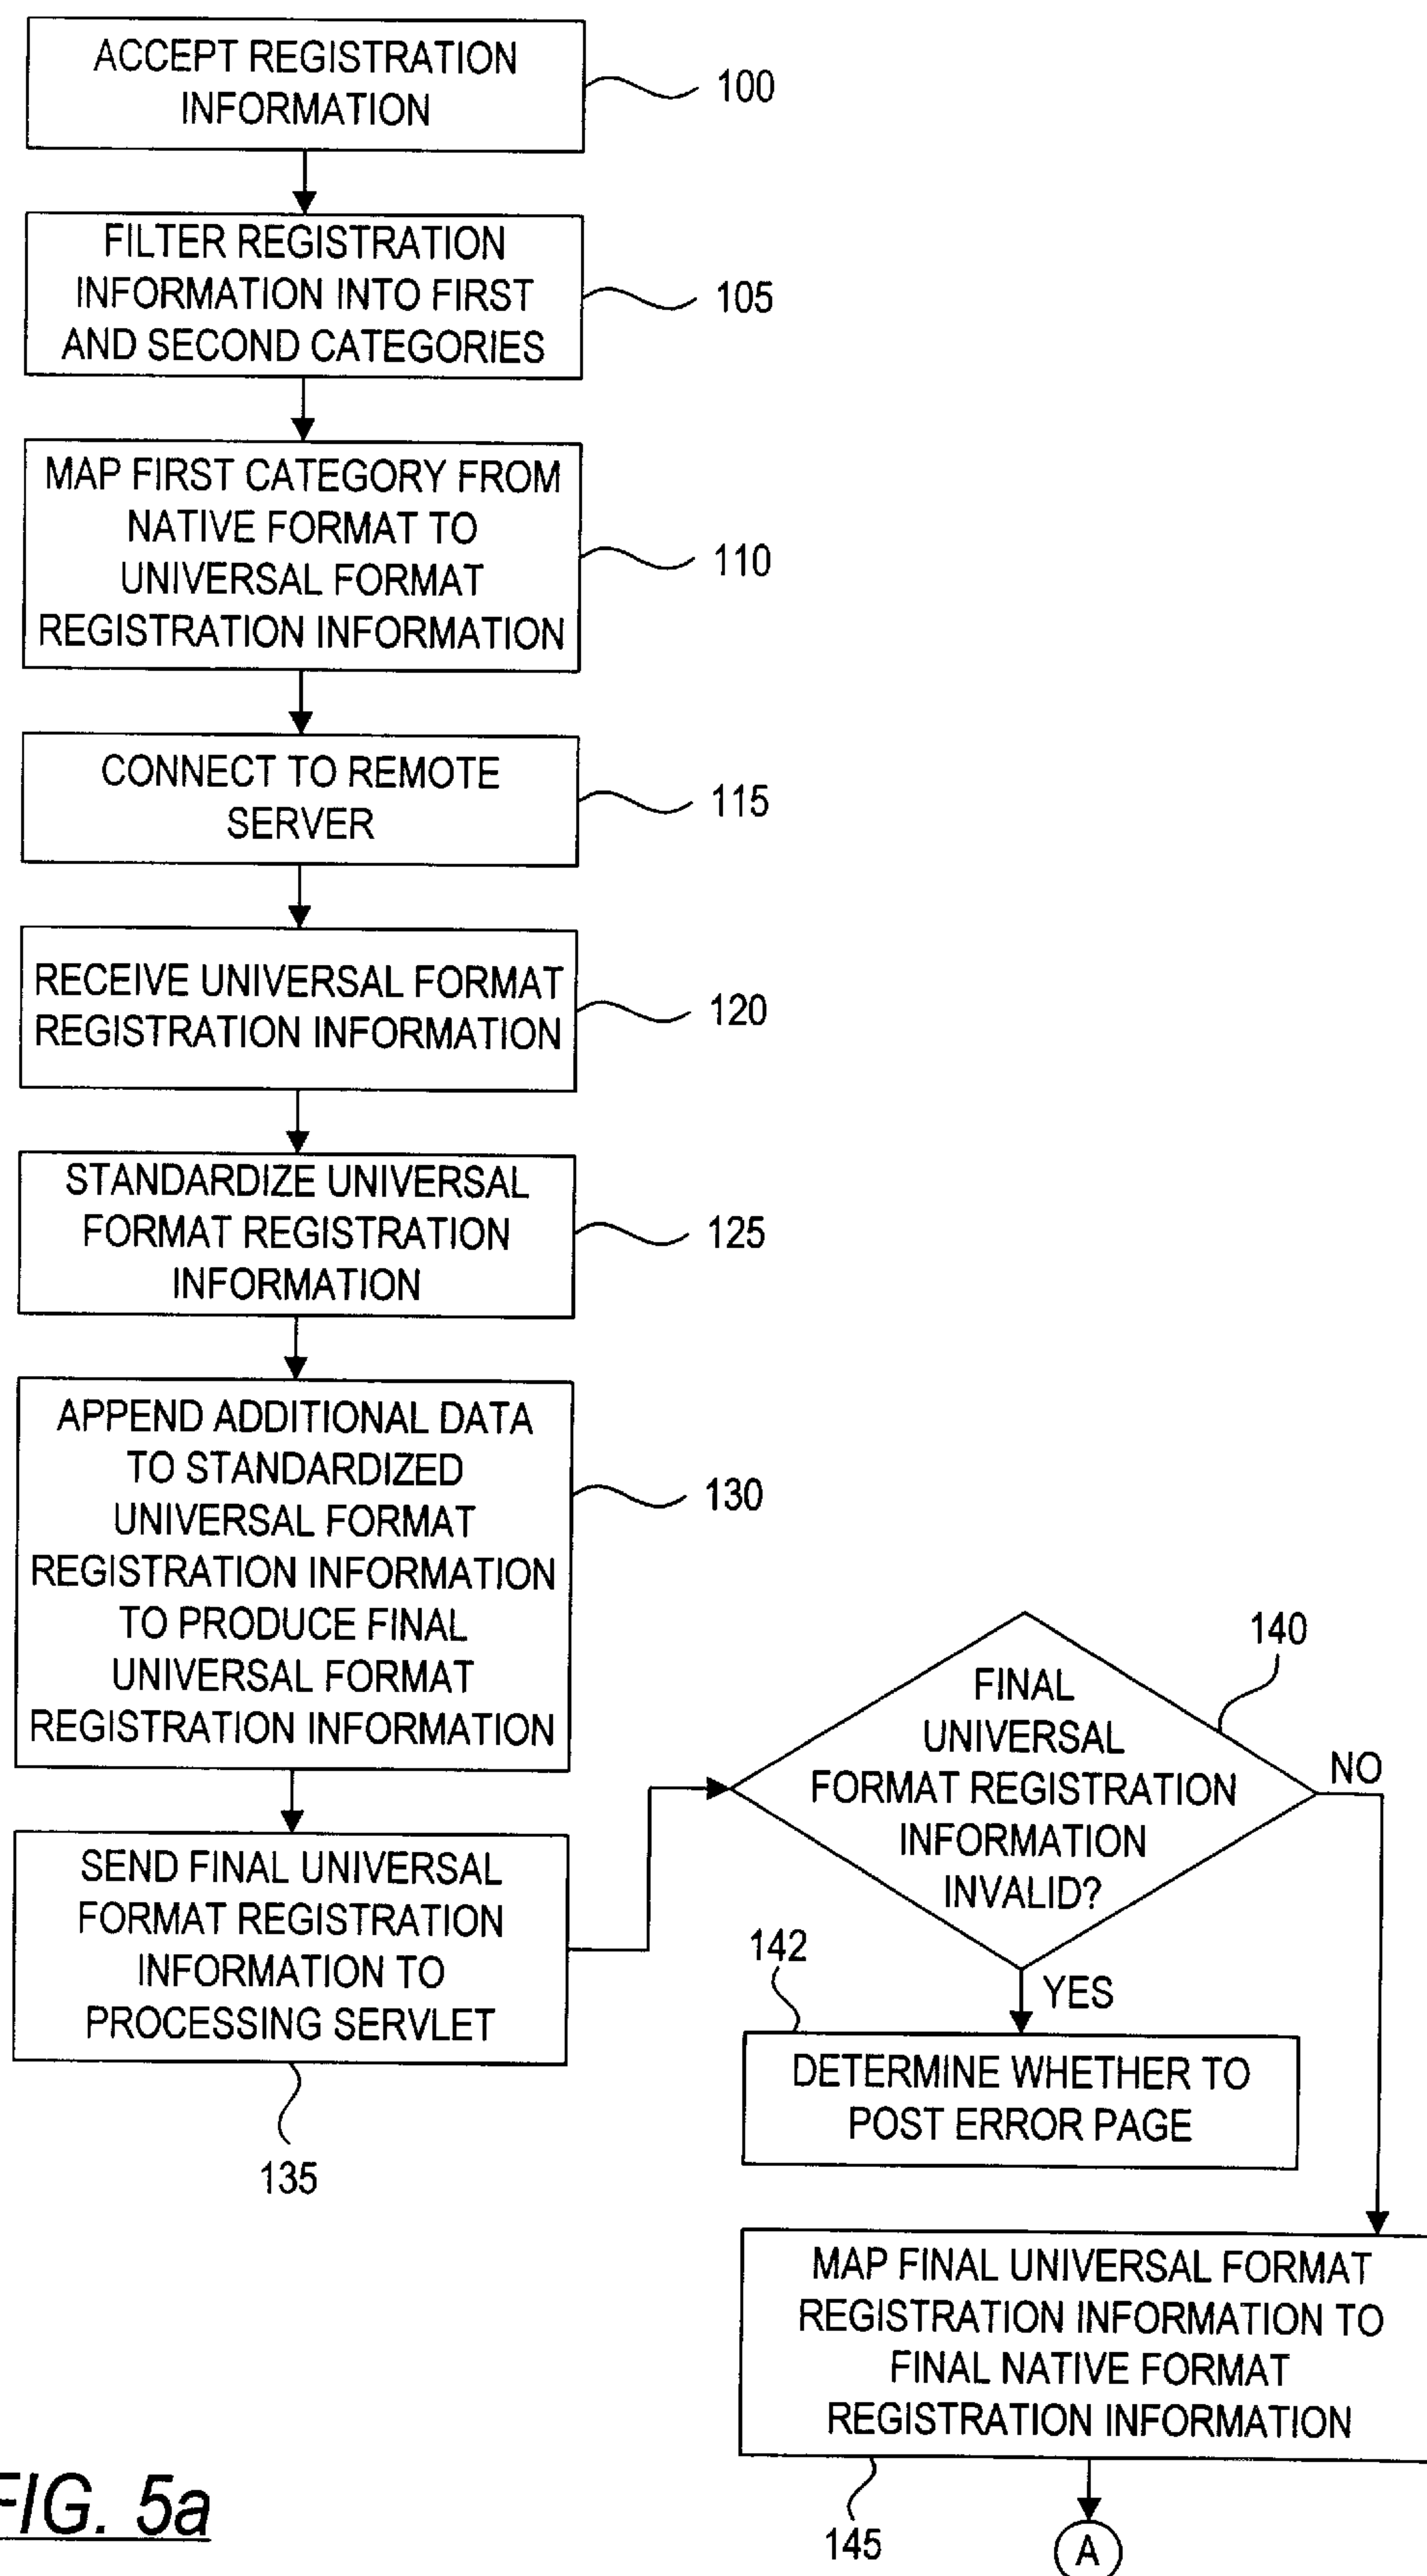 ACCEPT REGISTRATION
INFORMATION
100
FILTER REGISTRATION
INFORMATION INTO FIRST
AND SECOND CATEGORIES
105
MAP FIRST CATEGORY FROM
NATIVE FORMAT TO
UNIVERSAL FORMAT
REGISTRATION INFORMATION
110
CONNECT TO REMOTE
SERVER
115
RECEIVE UNIVERSAL FORMAT
REGISTRATION INFORMATION
120
STANDARDIZE UNIVERSAL
FORMAT REGISTRATION
INFORMATION
125
APPEND ADDITIONAL DATA
TO STANDARDIZED
UNIVERSAL FORMAT
REGISTRATION INFORMATION
TO PRODUCE FINAL
UNIVERSAL FORMAT
REGISTRATION INFORMATION
130
SEND FINAL UNIVERSAL
FORMAT REGISTRATION
INFORMATION TO
PROCESSING SERVLET
135
FINAL
UNIVERSAL
FORMAT REGISTRATION
INFORMATION
INVALID?
140
NO
YES
142
DETERMINE WHETHER TO
POST ERROR PAGE
MAP FINAL UNIVERSAL FORMAT
REGISTRATION INFORMATION TO
FINAL NATIVE FORMAT
REGISTRATION INFORMATION
145
A
FIG. 5a